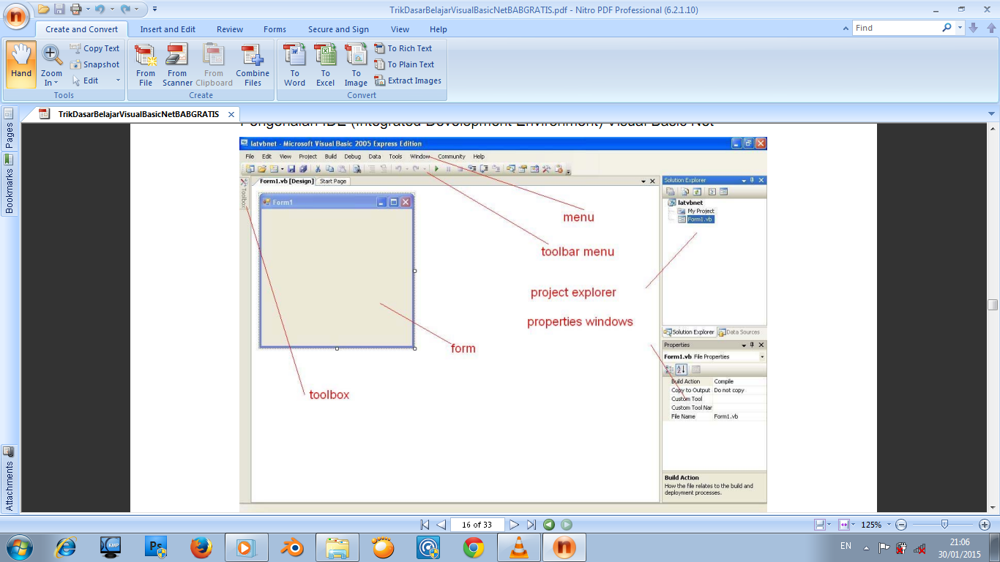 TrikDasarBelajarVisualBasicNetBABGRATIS.pdf - Nitro PDF Professional (6.2.1.10)
Create and Convert Insert and Edit Review Forms Secure and Sign View Help
Find
Hand
Zoom In
Copy Text
Snapshot
Edit
Tools
From File
From Scanner
From Clipboard
Combine Files
Create
To Word
To Excel
To Image
To Rich Text
To Plain Text
Extract Images
Convert
TrikDasarBelajarVisualBasicNetBABGRATIS
Pages
Bookmarks
Attachments
Pengenalan IDE (Integrated Development Environment) Visual Basic Net
latvbnet - Microsoft Visual Basic 2005 Express Edition
File Edit View Project Build Debug Data Tools Window Community Help
Form1.vb [Design] Start Page
Toolbox
Form1
menu
toolbar menu
project explorer
properties windows
form
toolbox
Solution Explorer
latvbnet
My Project
Form1.vb
Solution Explorer Data Sources
Properties
Form1.vb File Properties
Build Action Compile
Copy to Output Do not copy
Custom Tool
Custom Tool Nar
File Name Form1.vb
Build Action
How the file relates to the build and
deployment processes.
16 of 33
125%
KMP
Ps
EN
21:06
30/01/2015